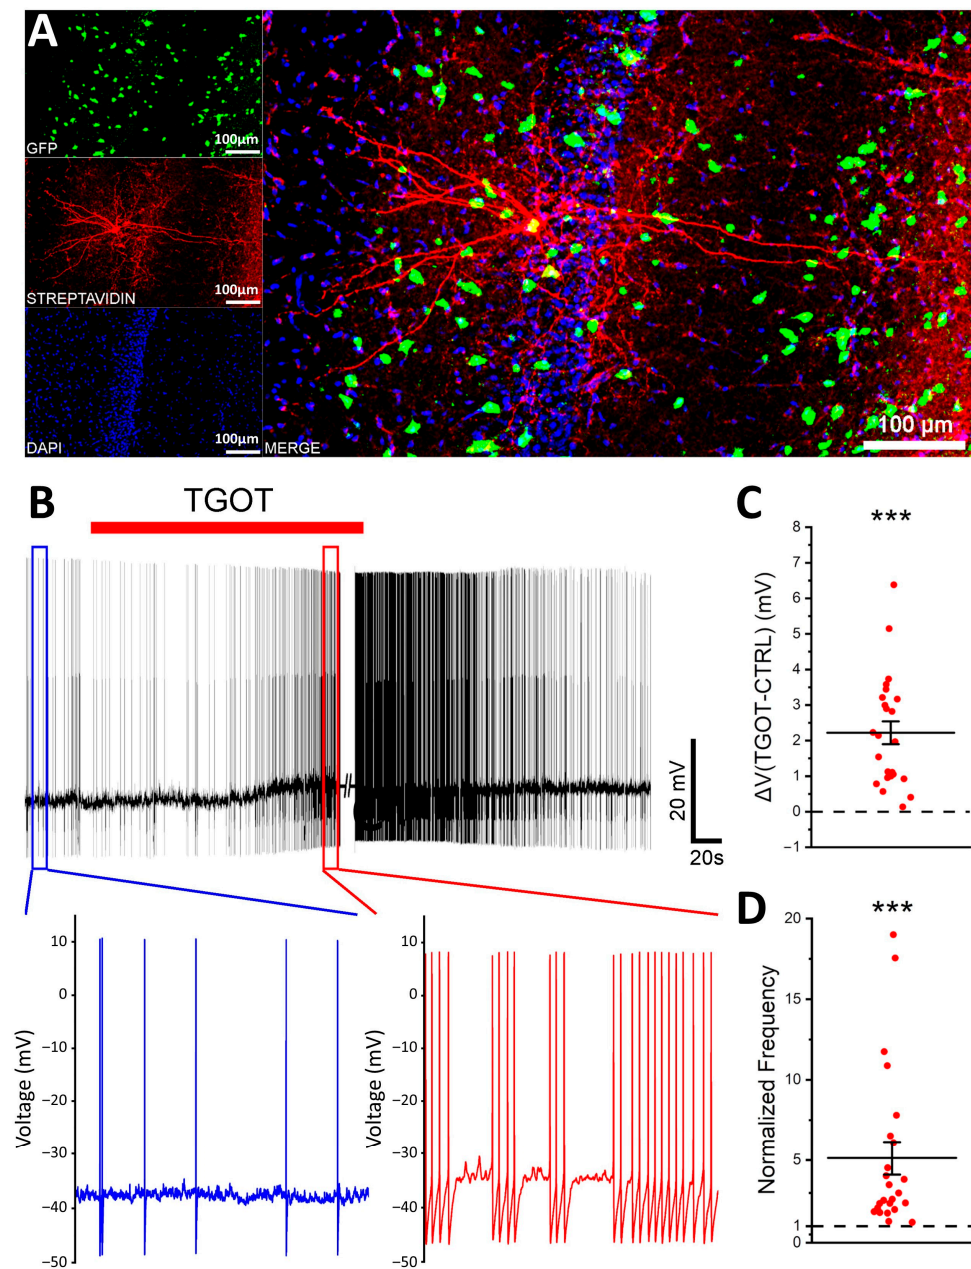 A
GFP
100μm
STREPTAVIDIN
100μm
DAPI
100μm
MERGE
100 μm
B
TGOT
20 mV
20s
Voltage (mV)
10
0
−10
−20
−30
−40
−50
Voltage (mV)
10
0
−10
−20
−30
−40
−50
C
***
ΔV(TGOT-CTRL) (mV)
8
7
6
5
4
3
2
1
0
−1
D
***
Normalized Frequency
20
15
10
5
1
0